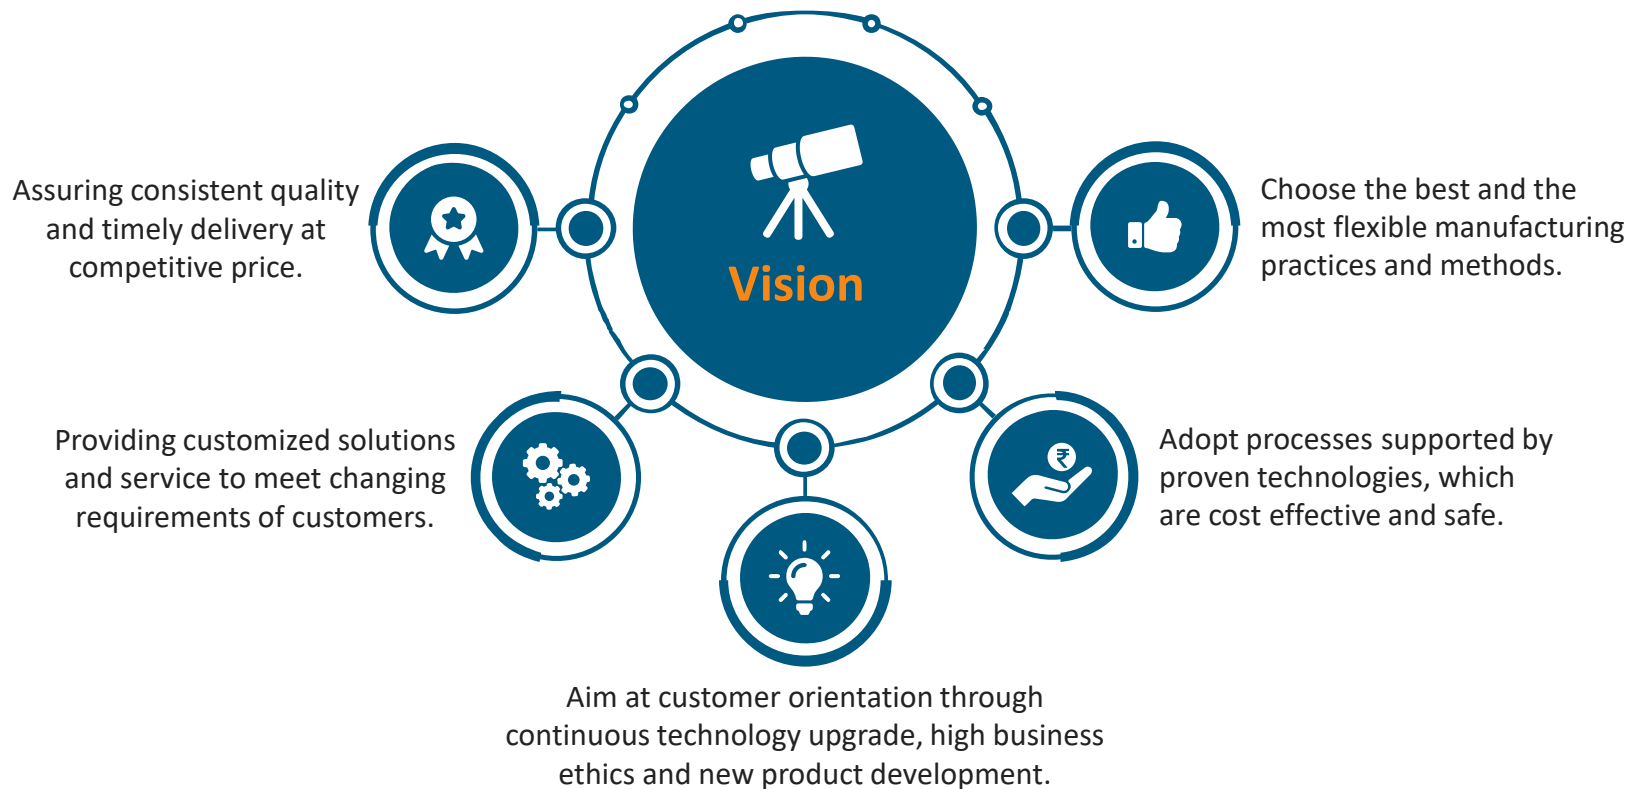 Vision
Assuring consistent quality
and timely delivery at
competitive price.
Providing customized solutions
and service to meet changing
requirements of customers.
Aim at customer orientation through
continuous technology upgrade, high business
ethics and new product development.
Adopt processes supported by
proven technologies, which
are cost effective and safe.
Choose the best and the
most flexible manufacturing
practices and methods.
₹